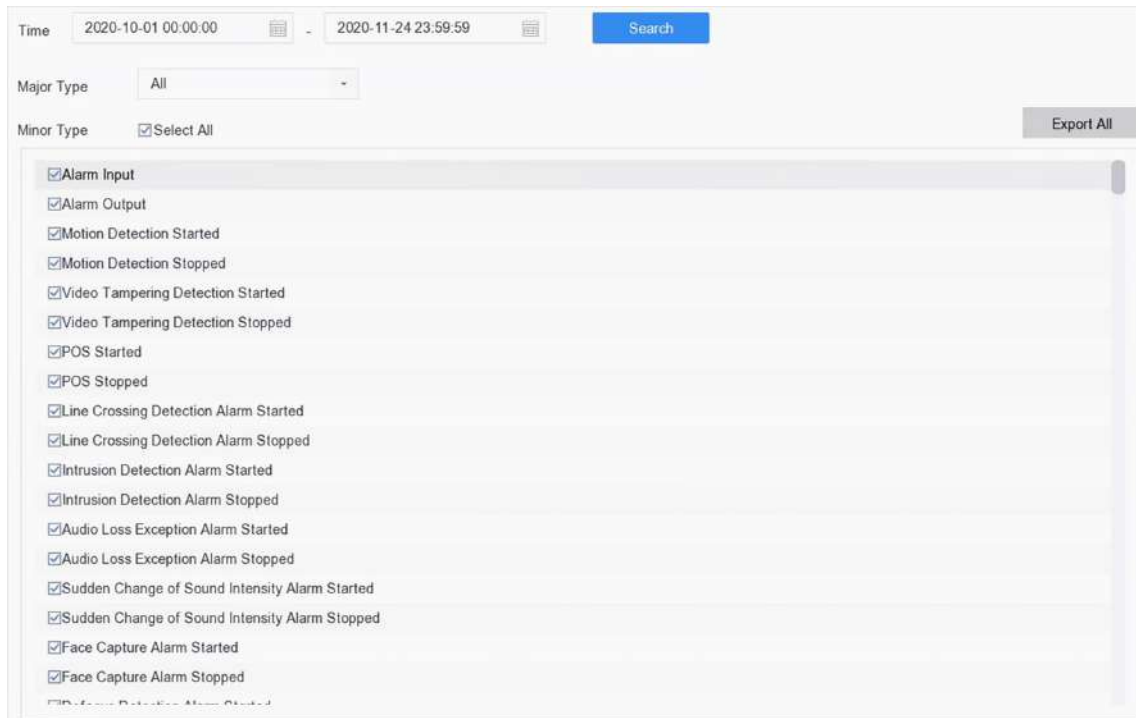 Time 2020-10-01 00:00:00 - 2020-11-24 23:59:59 Search
Major Type All
Minor Type Select All Export All
Alarm Input
Alarm Output
Motion Detection Started
Motion Detection Stopped
Video Tampering Detection Started
Video Tampering Detection Stopped
POS Started
POS Stopped
Line Crossing Detection Alarm Started
Line Crossing Detection Alarm Stopped
Intrusion Detection Alarm Started
Intrusion Detection Alarm Stopped
Audio Loss Exception Alarm Started
Audio Loss Exception Alarm Stopped
Sudden Change of Sound Intensity Alarm Started
Sudden Change of Sound Intensity Alarm Stopped
Face Capture Alarm Started
Face Capture Alarm Stopped
Defocus Detection Alarm Started